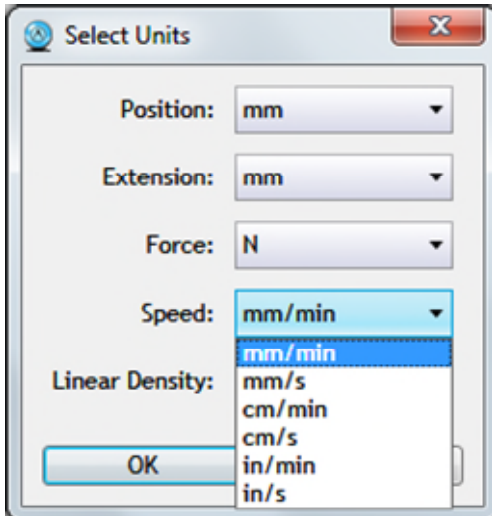 Select Units
Position: mm
Extension: mm
Force: N
Speed: mm/min
mm/min
Linear Density: mm/s
cm/min
cm/s
OK in/min
in/s